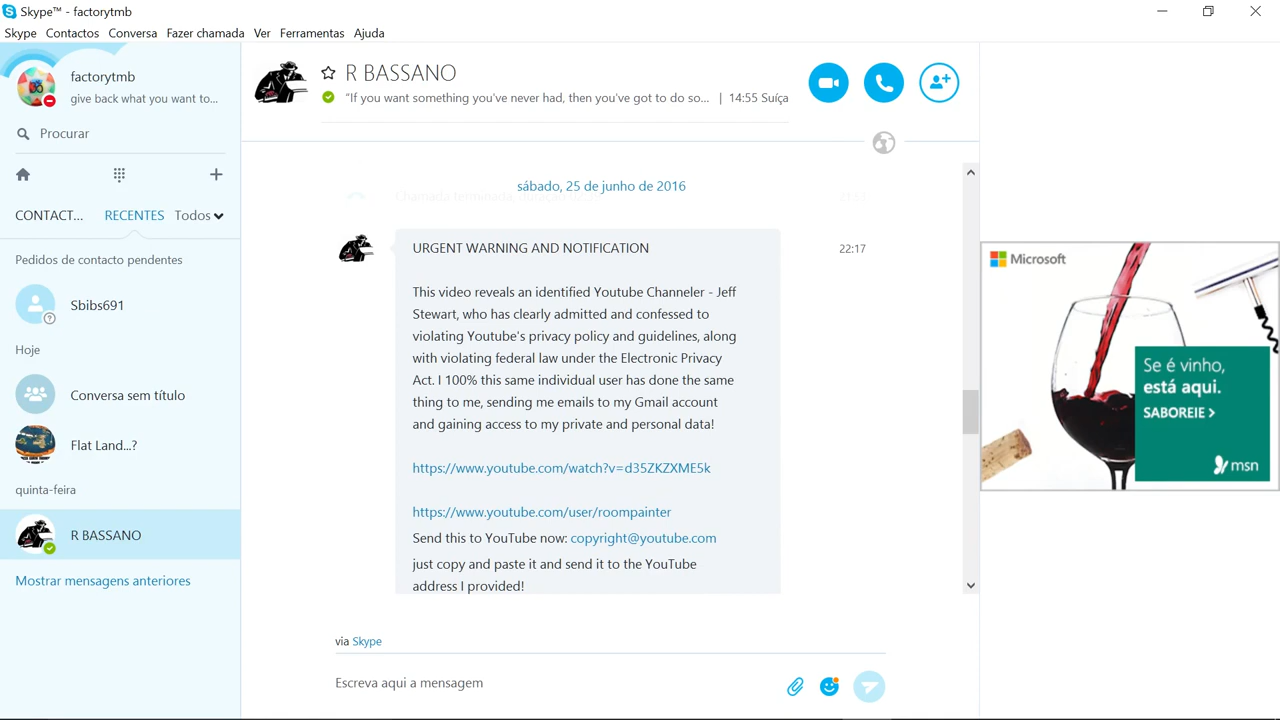 Skype™ - factorytmb
Skype Contactos Conversa Fazer chamada Ver Ferramentas Ajuda
factorytmb
give back what you want to...
Procurar
CONTACT... RECENTES Todos
Pedidos de contacto pendentes
Sbibs691
Hoje
Conversa sem título
Flat Land...?
quinta-feira
R BASSANO
Mostrar mensagens anteriores
R BASSANO
"If you want something you've never had, then you've got to do so... | 14:55 Suíça
sábado, 25 de junho de 2016
Chamada terminada,
URGENT WARNING AND NOTIFICATION 22:17
This video reveals an identified Youtube Channeler - Jeff
Stewart, who has clearly admitted and confessed to
violating Youtube's privacy policy and guidelines, along
with violating federal law under the Electronic Privacy
Act. I 100% this same individual user has done the same
thing to me, sending me emails to my Gmail account
and gaining access to my private and personal data!
https://www.youtube.com/watch?v=d35ZKZXME5k
https://www.youtube.com/user/roompainter
Send this to YouTube now: copyright@youtube.com
just copy and paste it and send it to the YouTube
address I provided!
via Skype
Escreva aqui a mensagem
Microsoft
Se é vinho,
está aqui.
SABOREIE >
msn